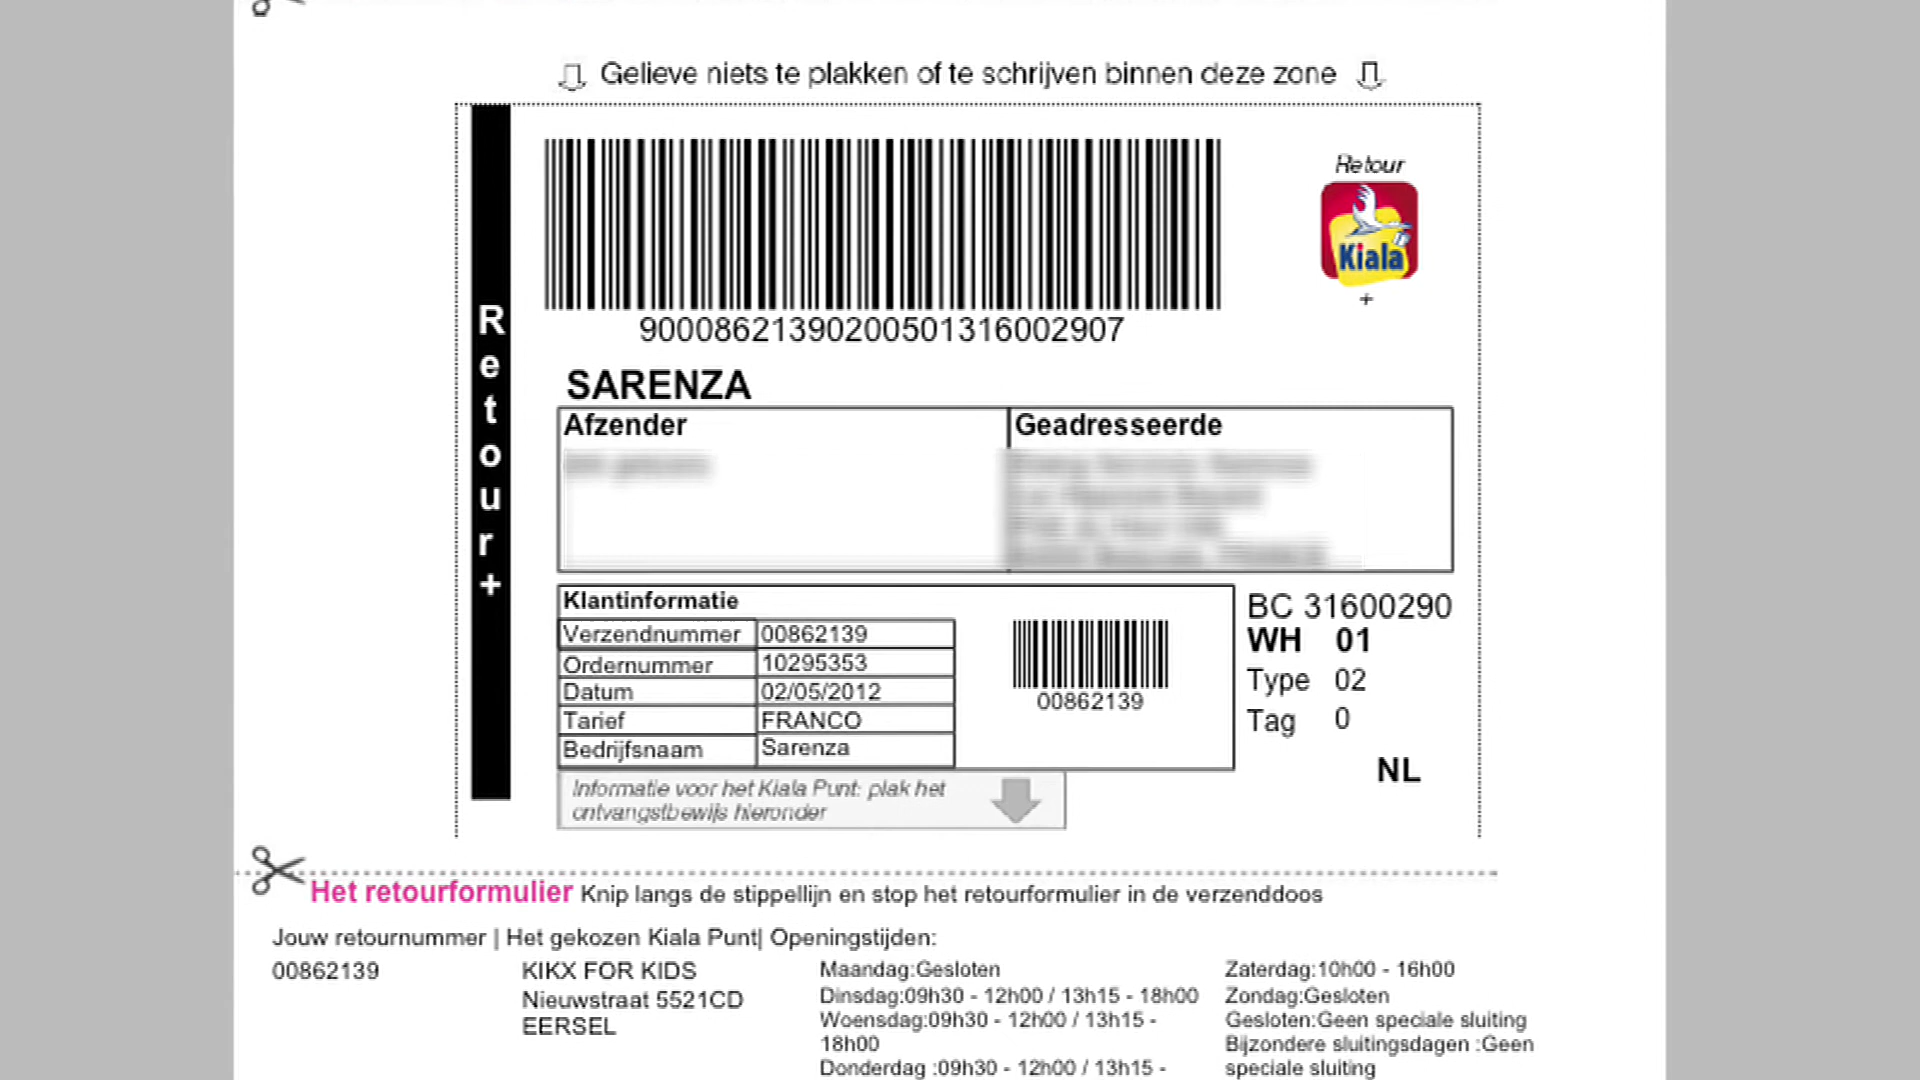 Gelieve niets te plakken of te schrijven binnen deze zone
Retour
Kiala
+
Retour+
9000862139020050131600​2907
SARENZA
Afzender
Geadresseerde
Klantinformatie
Verzendnummer 00862139
Ordernummer 10295353
Datum 02/05/2012
Tarief FRANCO
Bedrijfsnaam Sarenza
00862139
BC 31600290
WH 01
Type 02
Tag 0
NL
Informatie voor het Kiala Punt: plak het
ontvangstbewijs hieronder
Het retourformulier Knip langs de stippellijn en stop het retourformulier in de verzenddoos
Jouw retournummer | Het gekozen Kiala Punt| Openingstijden:
00862139
KIKX FOR KIDS
Nieuwstraat 5521CD
EERSEL
Maandag:Gesloten
Dinsdag:09h30 - 12h00 / 13h15 - 18h00
Woensdag:09h30 - 12h00 / 13h15 -
18h00
Donderdag :09h30 - 12h00 / 13h15 -
Zaterdag:10h00 - 16h00
Zondag:Gesloten
Gesloten:Geen speciale sluiting
Bijzondere sluitingsdagen :Geen
speciale sluiting